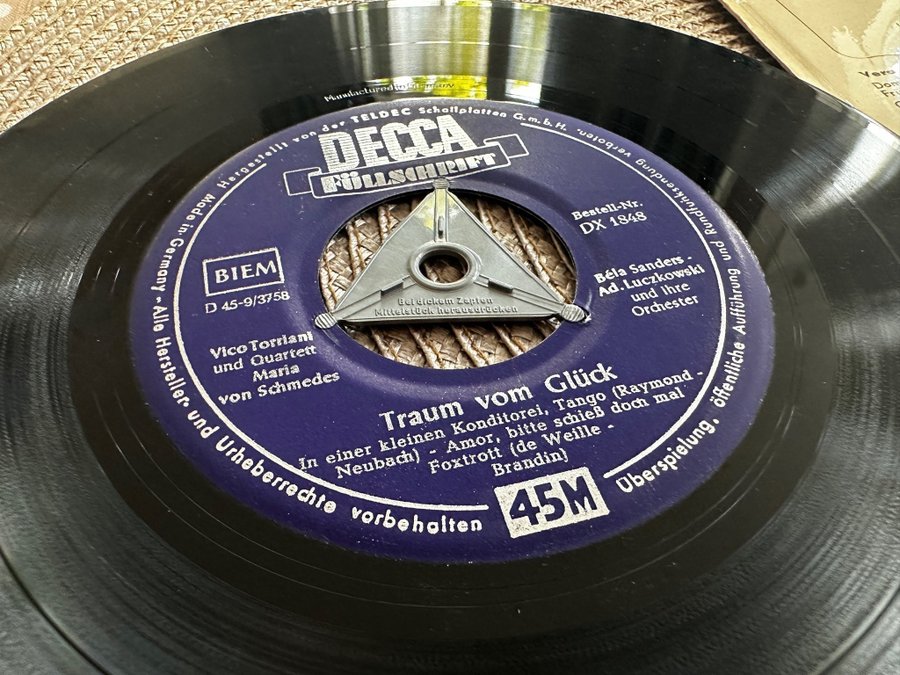 Manufactured in Germany
Made in Germany - Alle Hersteller- und Urheberrechte vorbehalten
Hergestellt von der TELDEC Schallplatten G.m.b.H.
Überspielung, öffentliche Aufführung und Rundfunksendung verboten.
DECCA
FÜLLSCHRIFT
BIEM
D 45-9/3758
Bestell-Nr.
DX 1848
Bei dickem Zapfen
Mittelstück herausdrücken
Vico Torriani
und Quartett
Maria
von Schmedes
Béla Sanders -
Ad. Luczkowski
und ihre
Orchester
Traum vom Glück
In einer kleinen Konditorei, Tango (Raymond -
Neubach) - Amor, bitte schieß doch mal
Foxtrott (de Weille -
Brandin)
45M
Vera